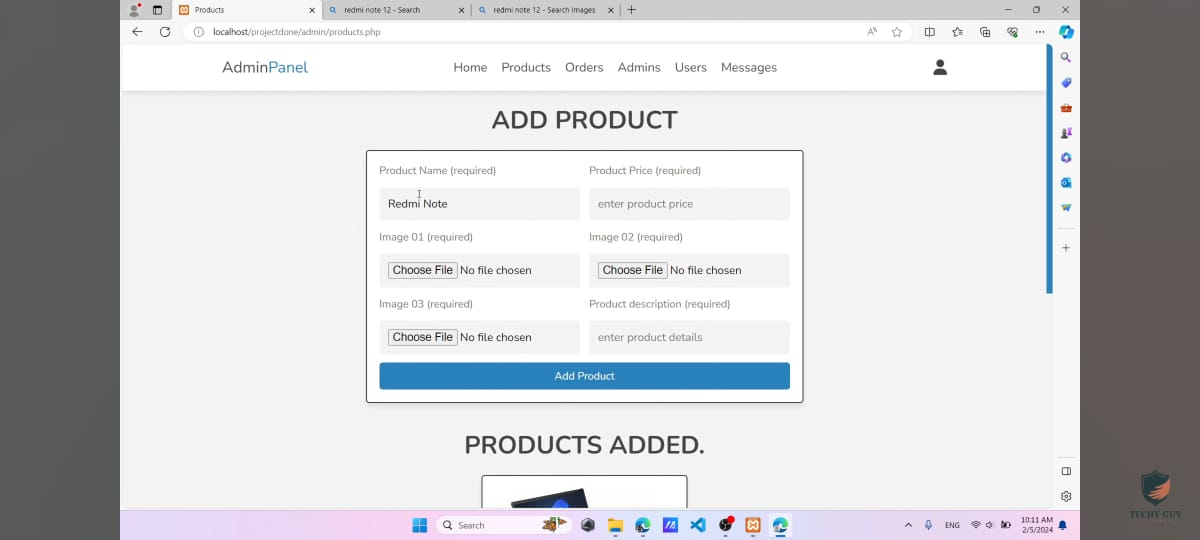 Products
redmi note 12 - Search
redmi note 12 - Search Images
localhost/projectdone/admin/products.php
AdminPanel
Home Products Orders Admins Users Messages
ADD PRODUCT
Product Name (required) Product Price (required)
Redmi Note enter product price
Image 01 (required) Image 02 (required)
Choose File No file chosen Choose File No file chosen
Image 03 (required) Product description (required)
Choose File No file chosen enter product details
Add Product
PRODUCTS ADDED.
Search
ENG
10:11 AM
2/5/2024
TECHY GUY